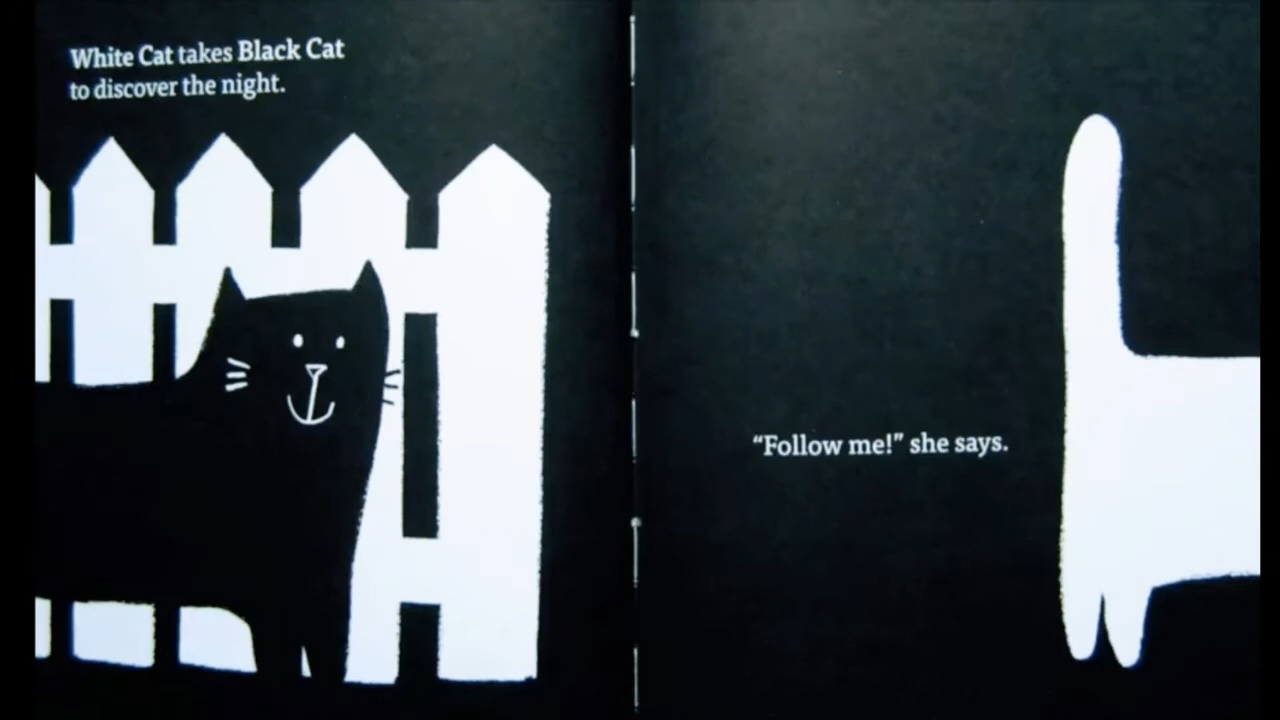 White Cat takes Black Cat
to discover the night.
“Follow me!” she says.